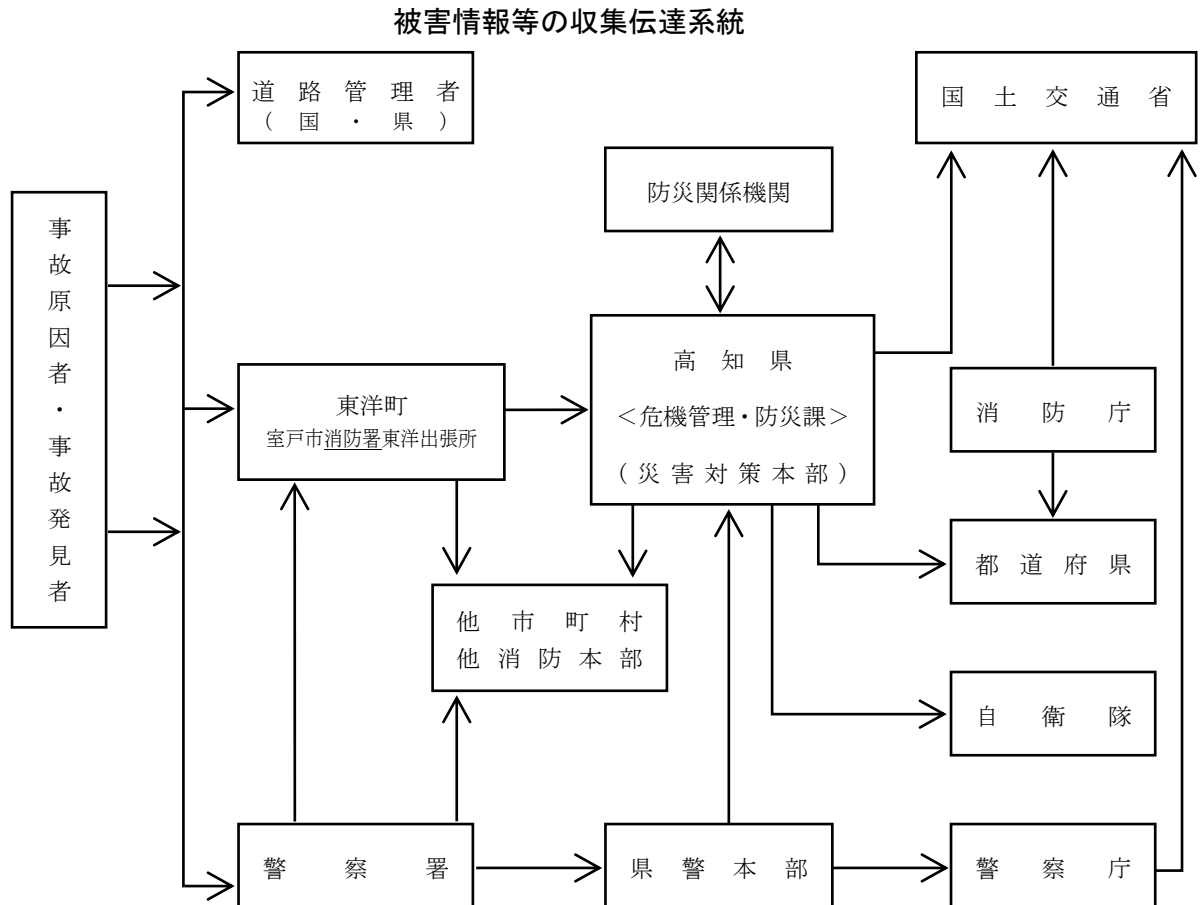 被害情報等の収集伝達系統
道路管理者
(国・県)
国土交通省
防災関係機関
事故原因者・事故発見者
高知県
＜危機管理・防災課＞
(災害対策本部)
東洋町
室戸市消防署東洋出張所
消防庁
都道府県
他市町村
他消防本部
自衛隊
警察署
県警本部
警察庁